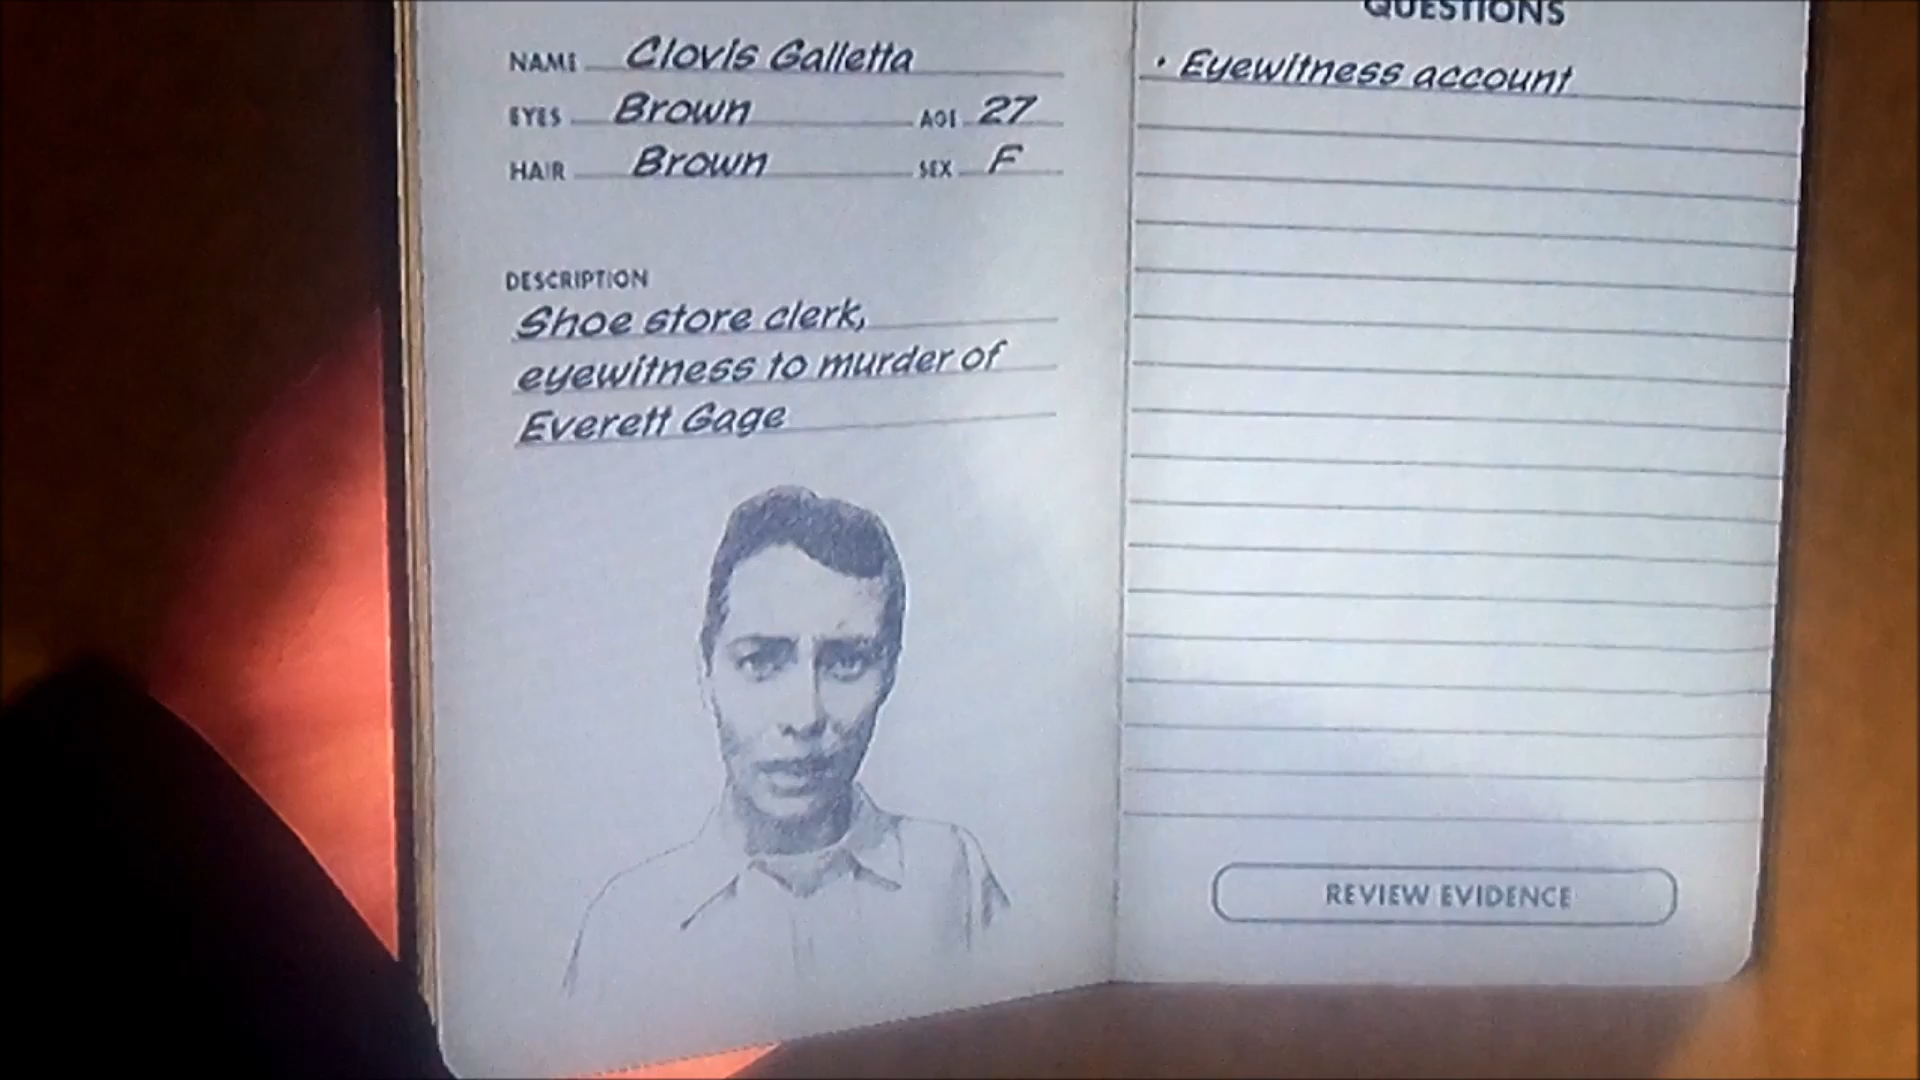 NAME Clovis Galletta
EYES Brown AGE 27
HAIR Brown SEX F
DESCRIPTION
Shoe store clerk,
eyewitness to murder of
Everett Gage
QUESTIONS
• Eyewitness account
REVIEW EVIDENCE